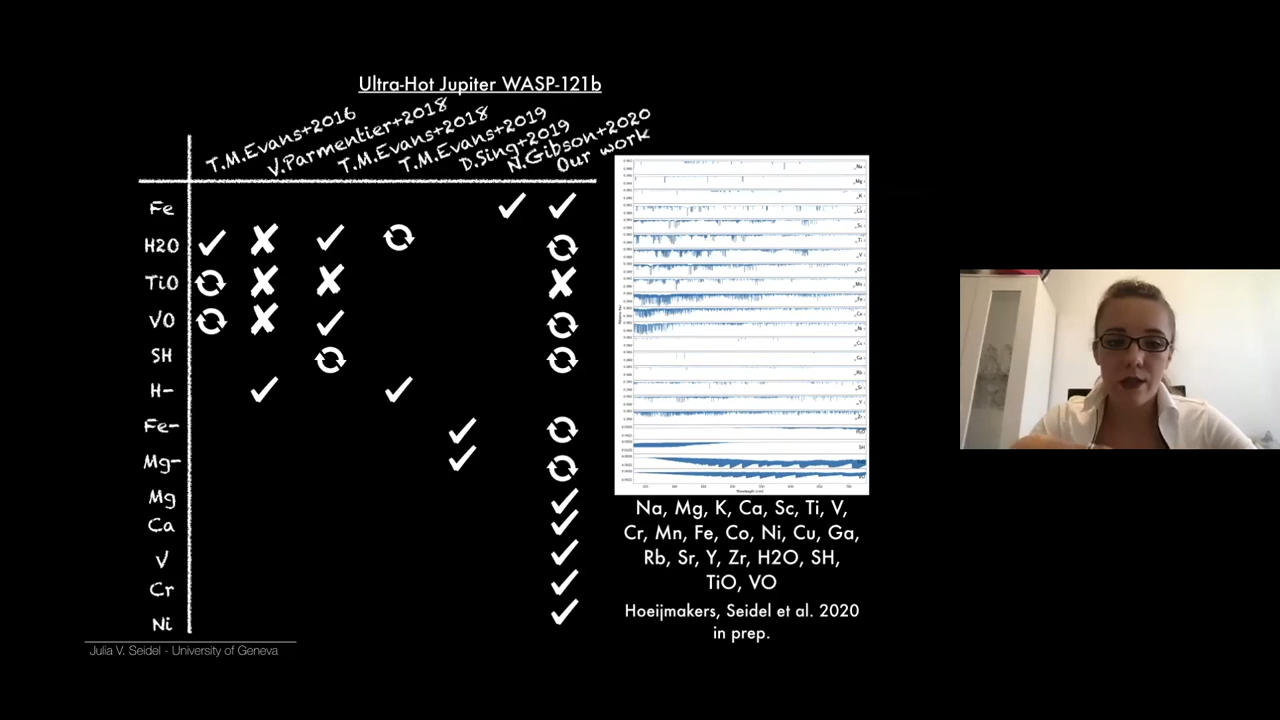 Ultra-Hot Jupiter WASP-121b
T.M.Evans+2016
V.Parmentier+2018
T.M.Evans+2018
T.M.Evans+2019
D.Sing+2019
N.Gibson+2020
Our work
Fe
H2O
TiO
VO
SH
H-
Fe-
Mg-
Mg
Ca
V
Cr
Ni
Na, Mg, K, Ca, Sc, Ti, V,
Cr, Mn, Fe, Co, Ni, Cu, Ga,
Rb, Sr, Y, Zr, H2O, SH,
TiO, VO
Hoeijmakers, Seidel et al. 2020
in prep.
Julia V. Seidel - University of Geneva